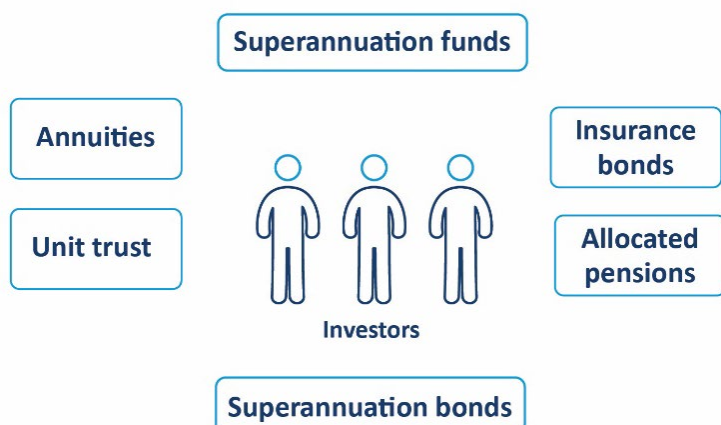 Superannuation funds
Annuities
Insurance
bonds
Unit trust
Allocated
pensions
Investors
Superannuation bonds